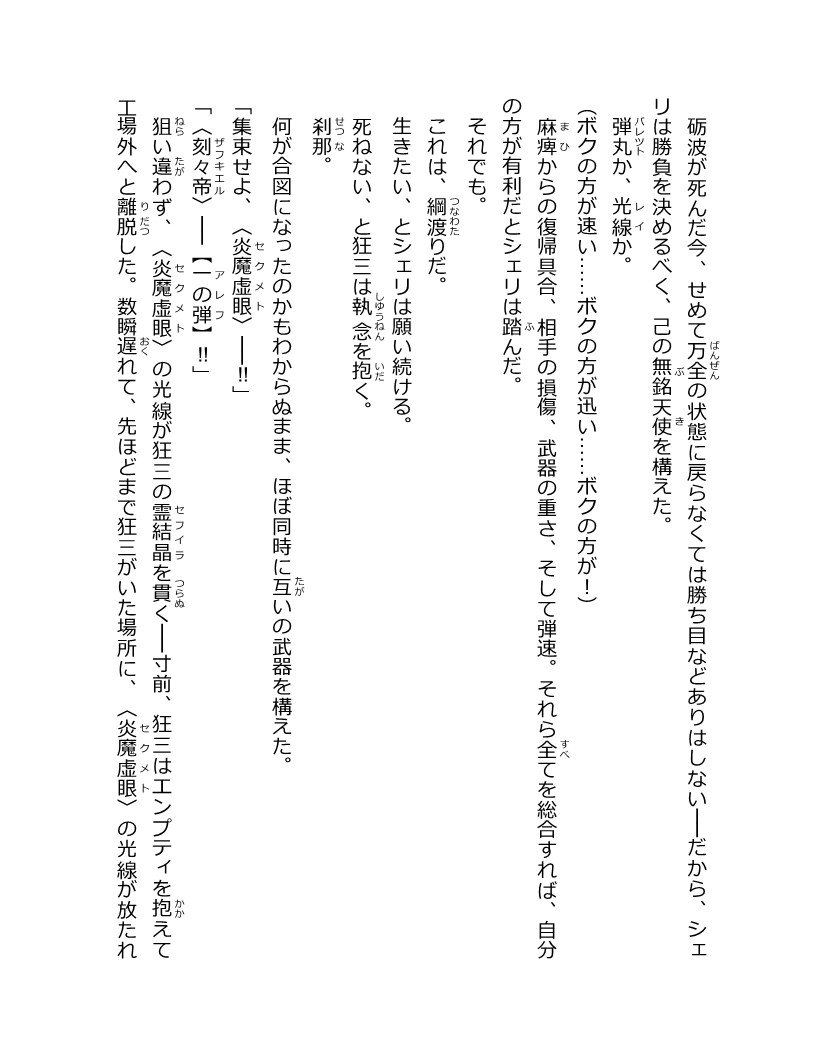 砺波が死んだ今、せめて万全の状態に戻らなくては勝ち目などありはしない――だから、シェ
リは勝負を決めるべく、己の無銘天使を構えた。
弾丸か、光線か。
(ボクの方が速い……ボクの方が迅い……ボクの方が！)
麻痺からの復帰具合、相手の損傷、武器の重さ、そして弾速。それら全てを総合すれば、自分
の方が有利だとシェリは踏んだ。
それでも。
これは、綱渡りだ。
生きたい、とシェリは願い続ける。
死ねない、と狂三は執念を抱く。
刹那。
何が合図になったのかもわからぬまま、ほぼ同時に互いの武器を構えた。
「集束せよ、〈炎魔虚眼〉――!!」
「〈刻々帝〉――【一の弾】!!」
狙い違わず、〈炎魔虚眼〉の光線が狂三の霊結晶を貫く――寸前、狂三はエンプティを抱えて
工場外へと離脱した。数瞬遅れて、先ほどまで狂三がいた場所に、〈炎魔虚眼〉の光線が放たれ